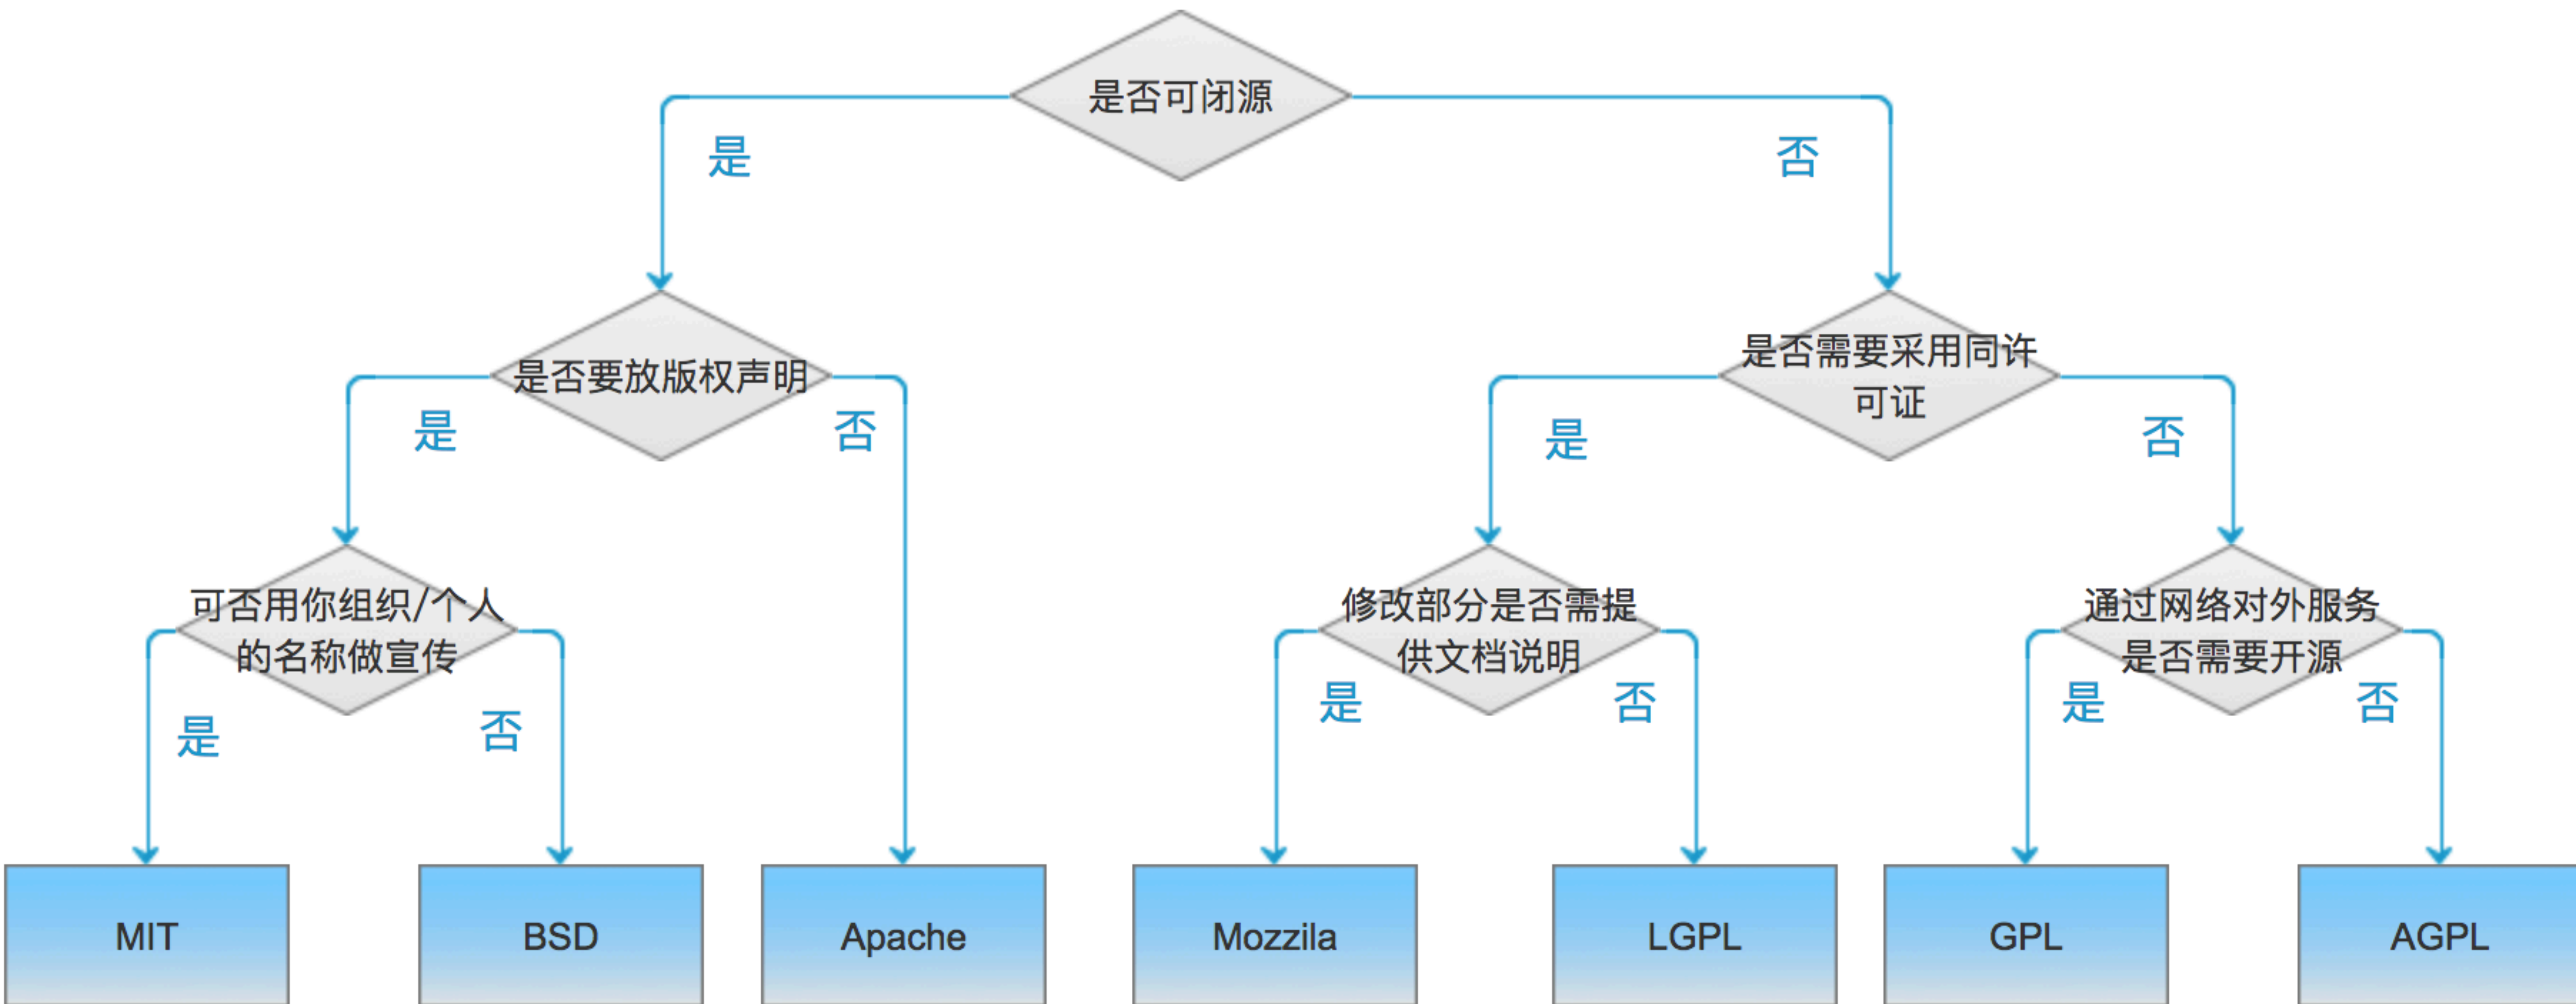 是否可闭源
是
否
是否要放版权声明
是否需要采用同许
可证
是
否
是
否
可否用你组织/个人
的名称做宣传
修改部分是否需提
供文档说明
通过网络对外服务
是否需要开源
是
否
是
否
是
否
MIT
BSD
Apache
Mozzila
LGPL
GPL
AGPL